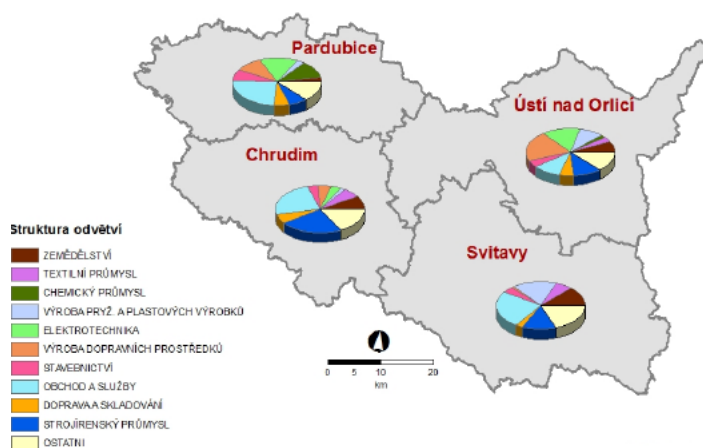 Pardubice
Ústí nad Orlicí
Chrudim
Svitavy
Struktura odvětví
ZEMĚDĚLSTVÍ
TEXTILNÍ PRŮMYSL
CHEMICKÝ PRŮMYSL
VÝROBA PRYŽ. A PLASTOVÝCH VÝROBKŮ
ELEKTROTECHNIKA
VÝROBA DOPRAVNÍCH PROSTŘEDKŮ
STAVEBNICTVÍ
OBCHOD A SLUŽBY
DOPRAVA A SKLADOVÁNÍ
STROJÍRENSKÝ PRŮMYSL
OSTATNI
0 5 10 20
km